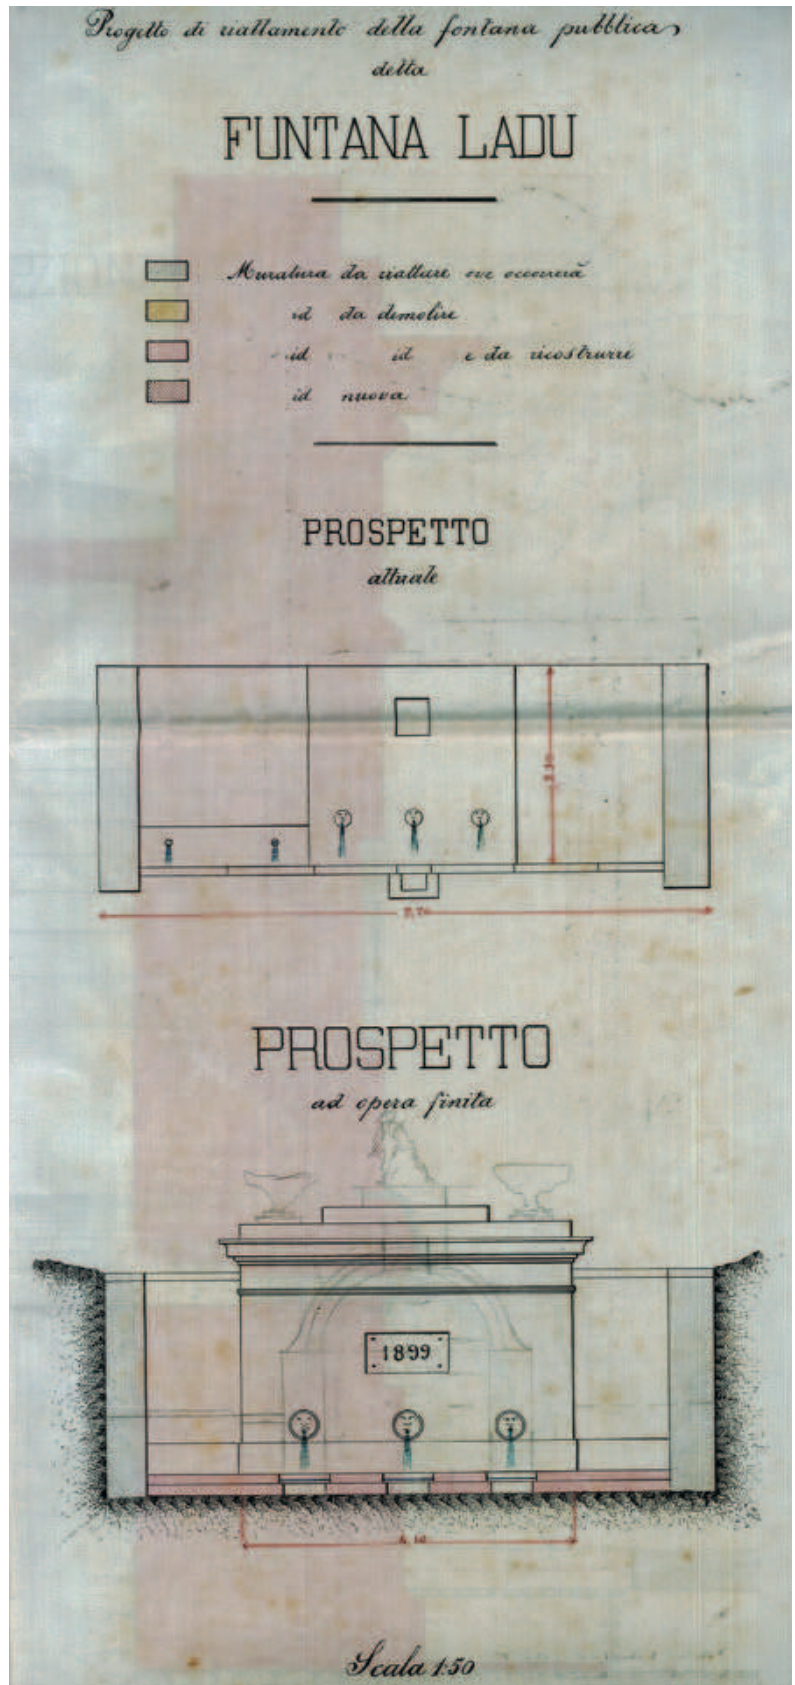 Progetto di riattamento della fontana pubblica
detta
FUNTANA LADU
Muratura da riattare ove occorrerà
id da demolire
id id e da ricostrurre
id nuova
PROSPETTO
attuale
PROSPETTO
ad opera finita
1899
Scala 1:50